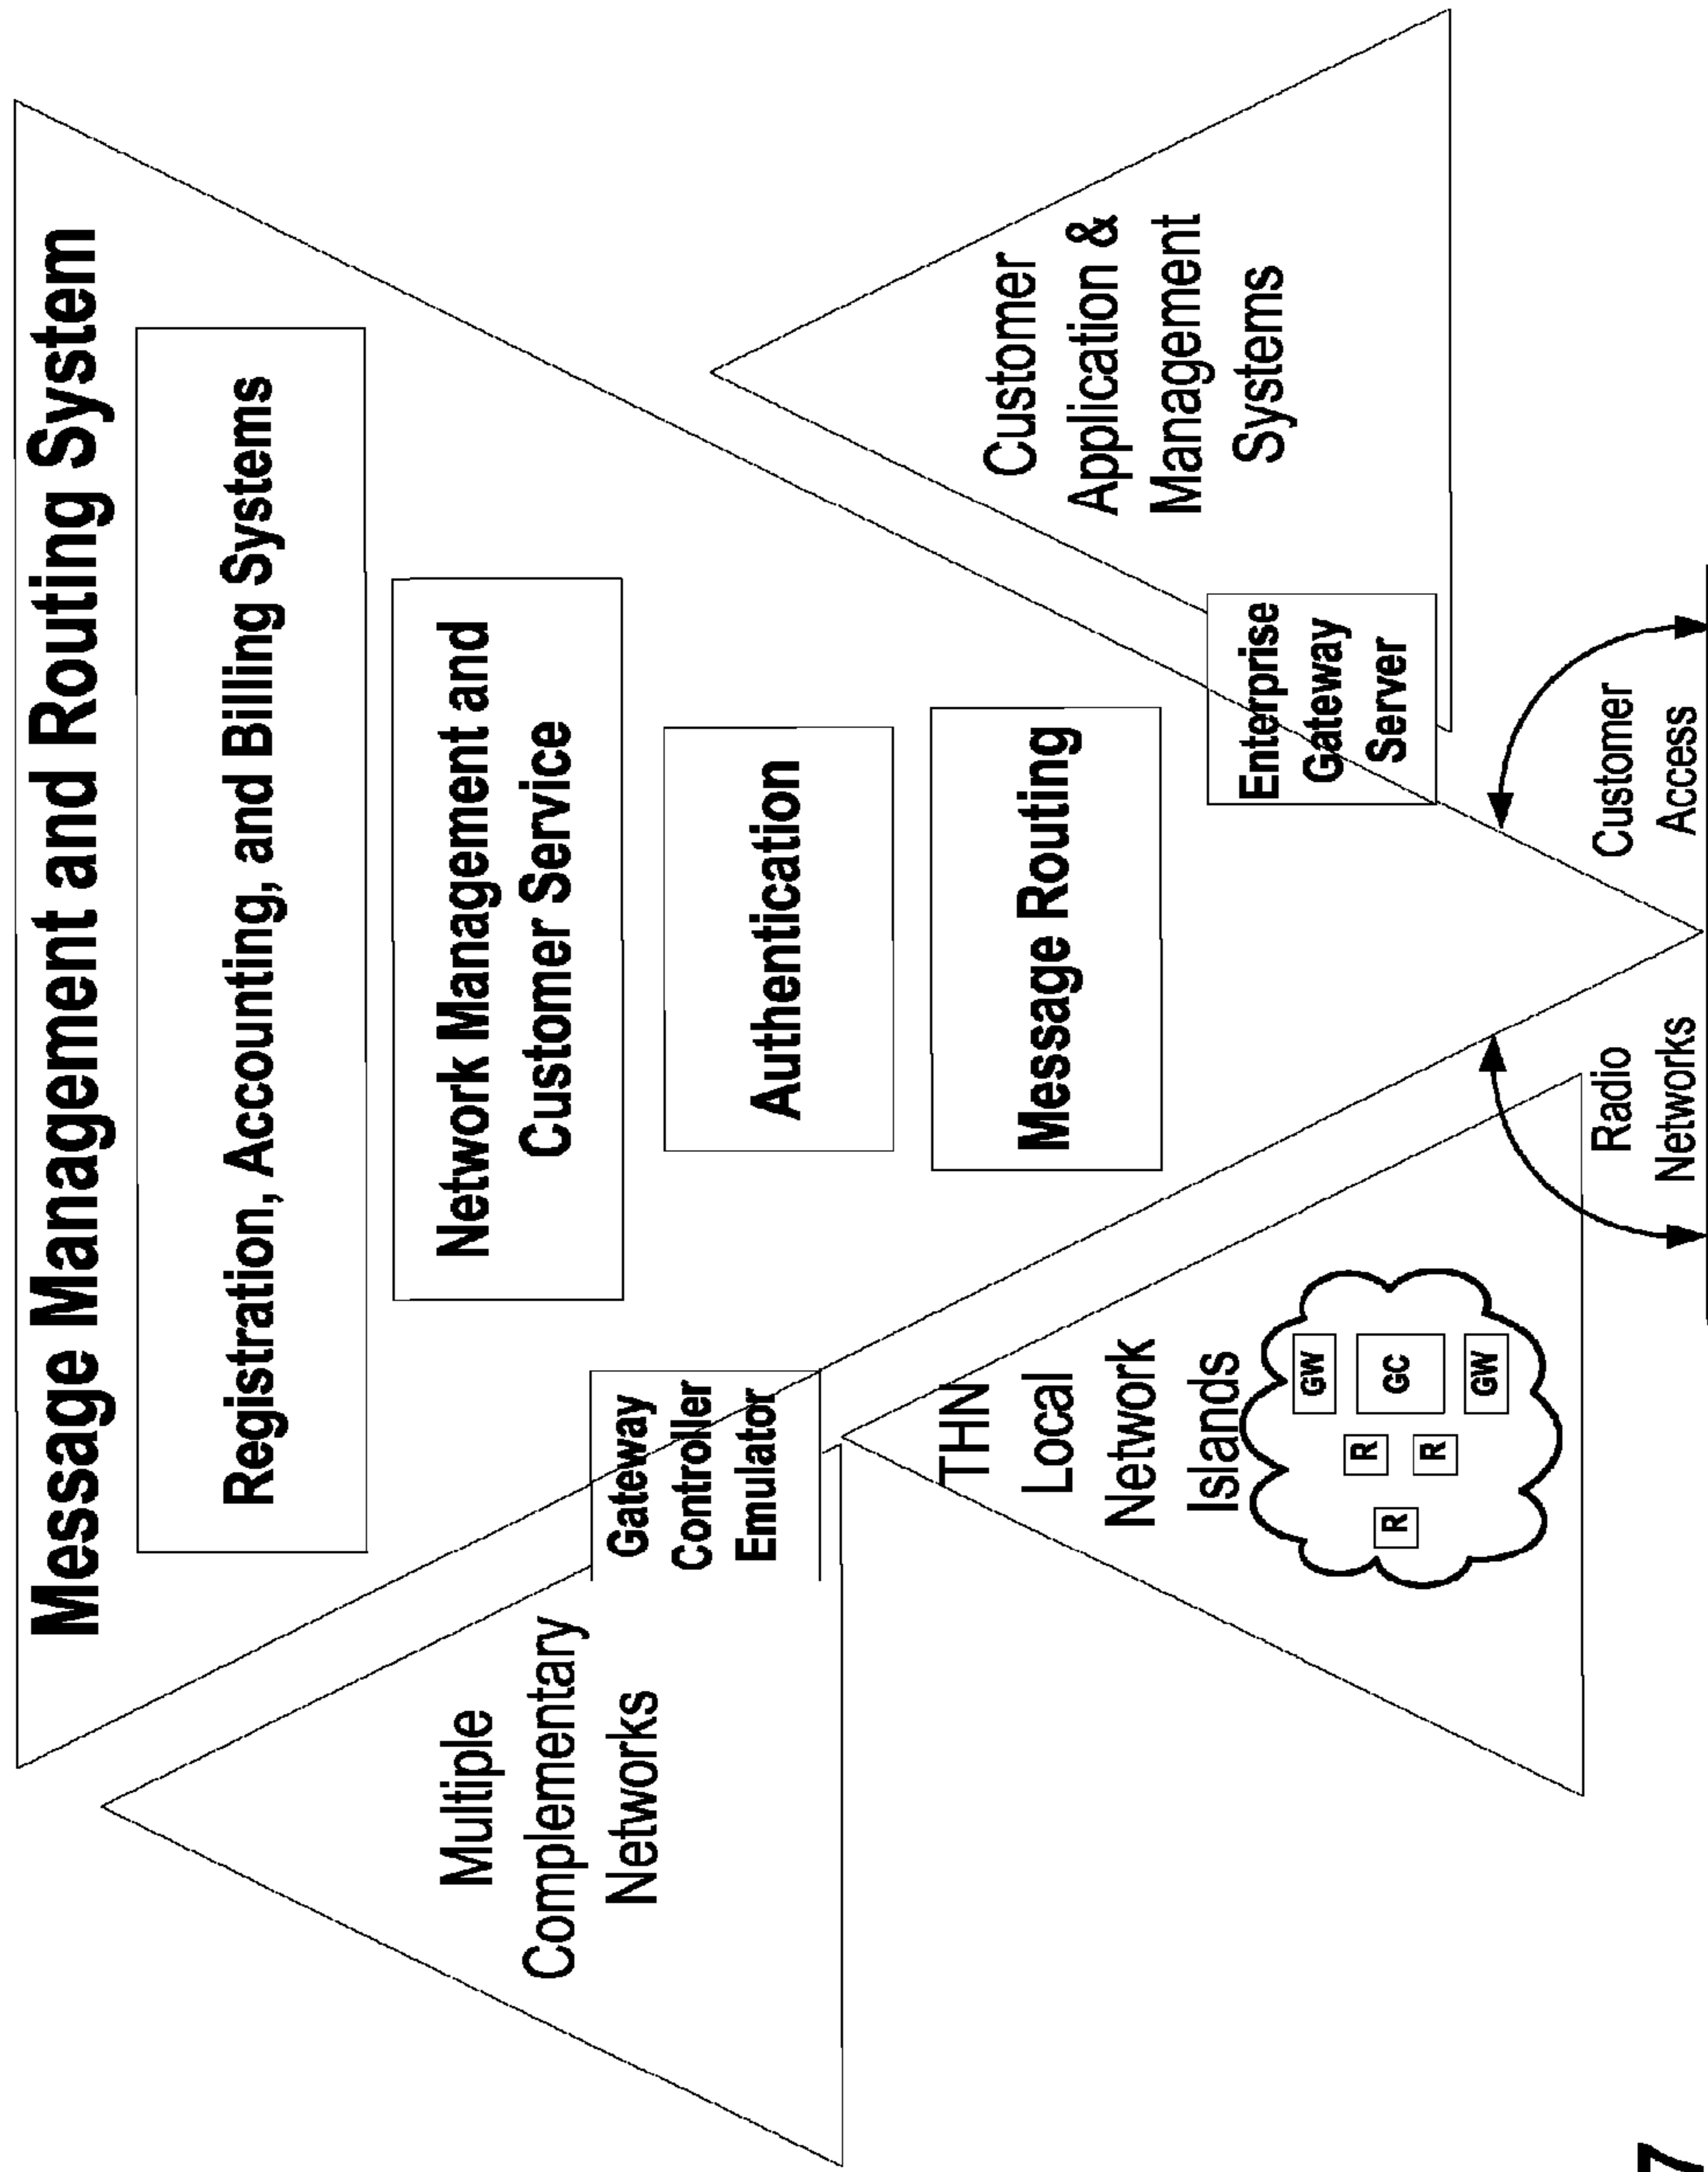 Message Management and Routing System
Registration, Accounting, and Billing Systems
Network Management and
Customer Service
Authentication
Message Routing
Multiple
Complementary
Networks
Gateway
Controller
Emulator
THN
Local
Network
Islands
R
R
R
GW
GC
GW
Enterprise
Gateway
Server
Customer
Application &
Management
Systems
Radio
Networks
Customer
Access
7